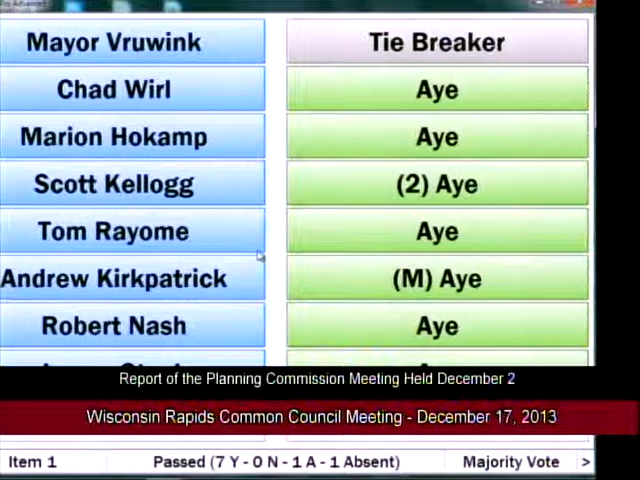 Mayor Vruwink Tie Breaker
Chad Wirl Aye
Marion Hokamp Aye
Scott Kellogg (2) Aye
Tom Rayome Aye
Andrew Kirkpatrick (M) Aye
Robert Nash Aye
Report of the Planning Commission Meeting Held December 2
Wisconsin Rapids Common Council Meeting - December 17, 2013
Item 1 Passed (7 Y - 0 N - 1 A - 1 Absent) Majority Vote >